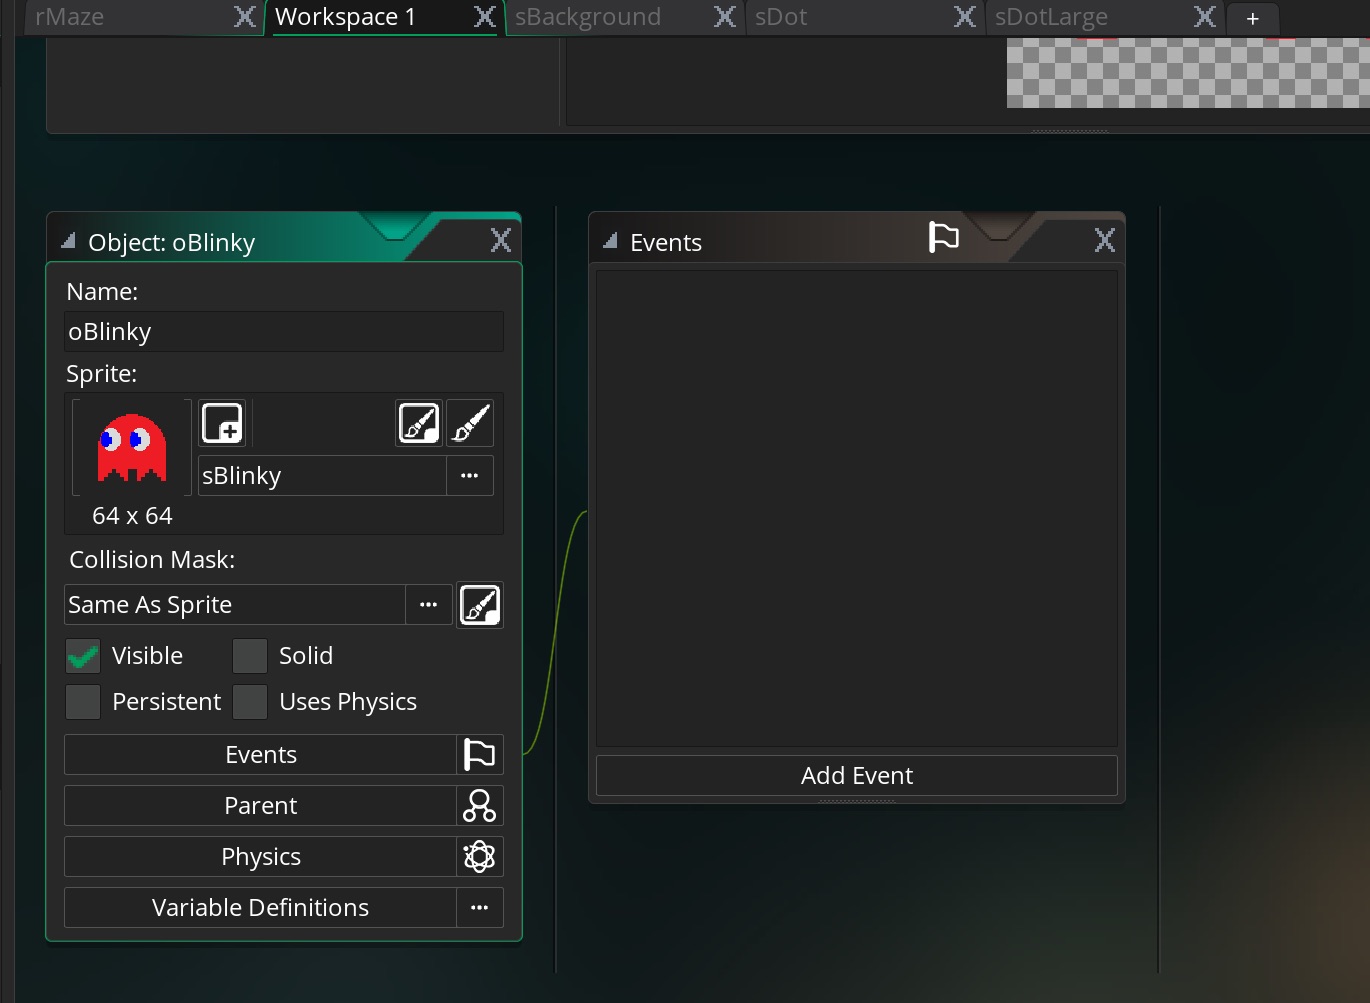 rMaze
Workspace 1
sBackground
sDot
sDotLarge
+
Object: oBlinky
Name:
oBlinky
Sprite:
sBlinky
...
64 x 64
Collision Mask:
Same As Sprite
...
Visible
Solid
Persistent
Uses Physics
Events
Parent
Physics
Variable Definitions
...
Events
Add Event